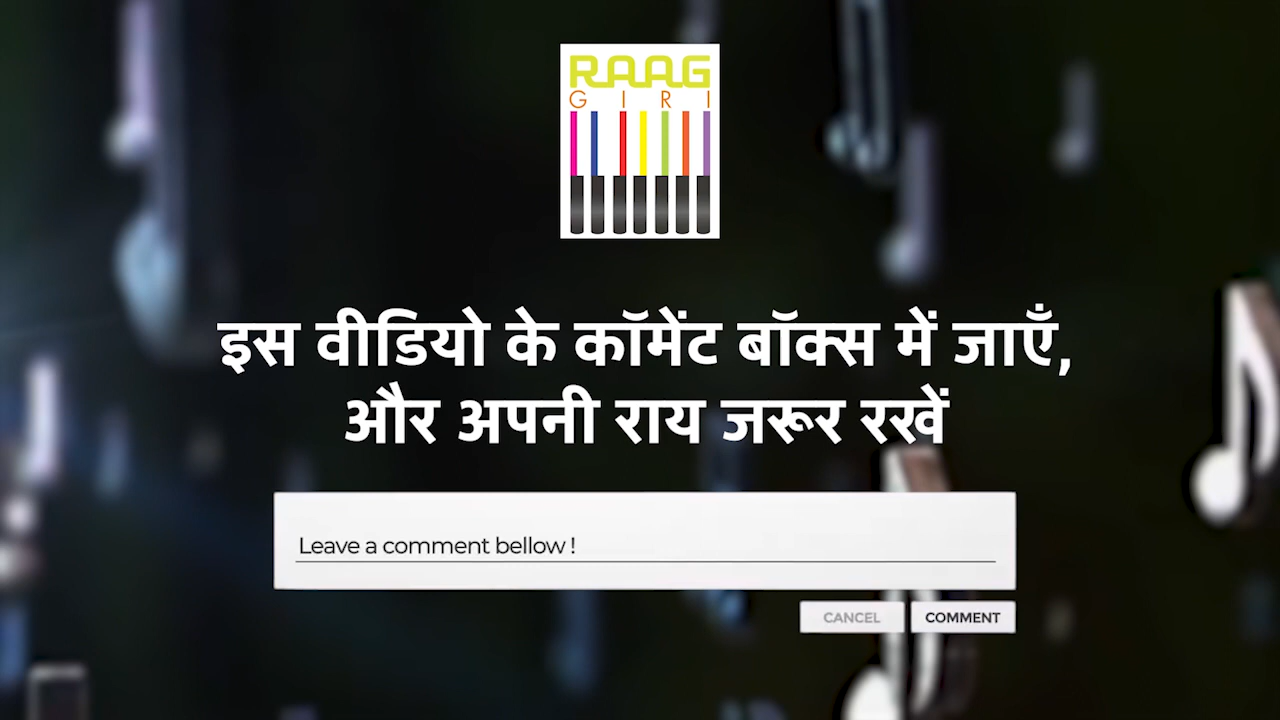 RAAG
GIRI
इस वीडियो के कॉमेंट बॉक्स में जाएँ,
और अपनी राय जरूर रखें
Leave a comment bellow !
CANCEL COMMENT